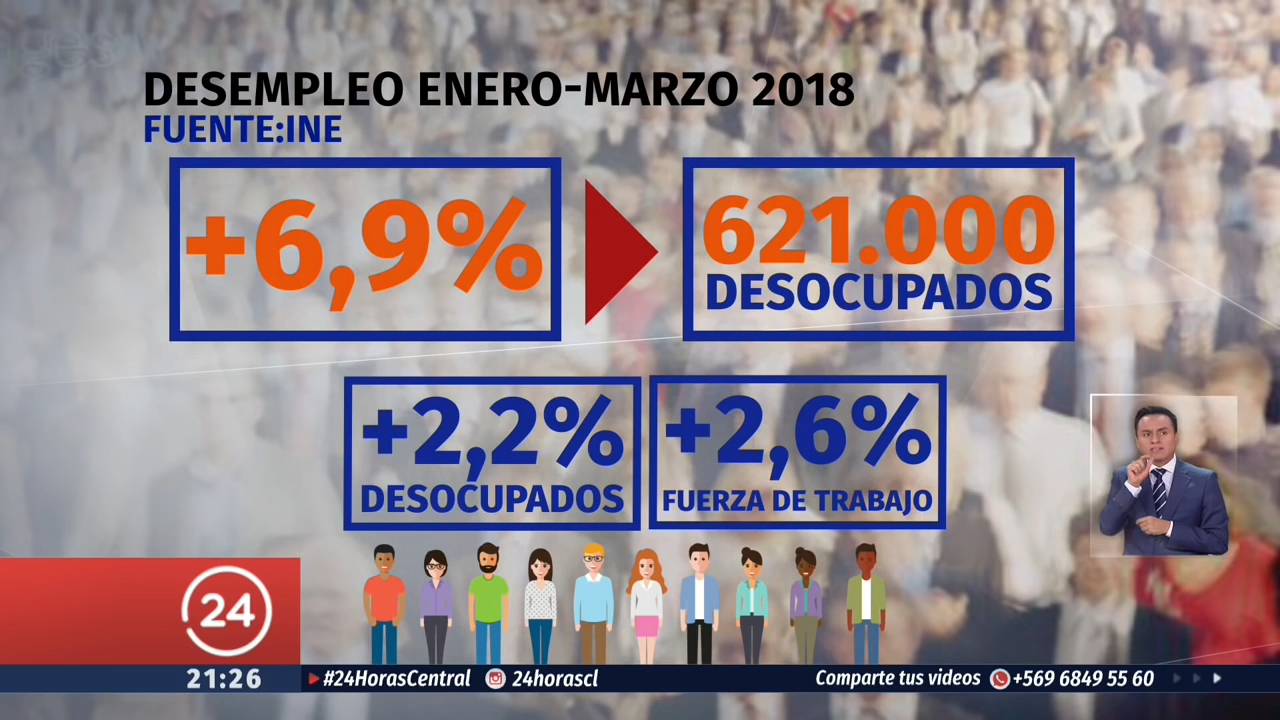 DESEMPLEO ENERO-MARZO 2018
FUENTE:INE
+6,9%
621.000
DESOCUPADOS
+2,2%
DESOCUPADOS
+2,6%
FUERZA DE TRABAJO
24
21:26
#24HorasCentral
24horascl
Comparte tus videos
+569 6849 55 60